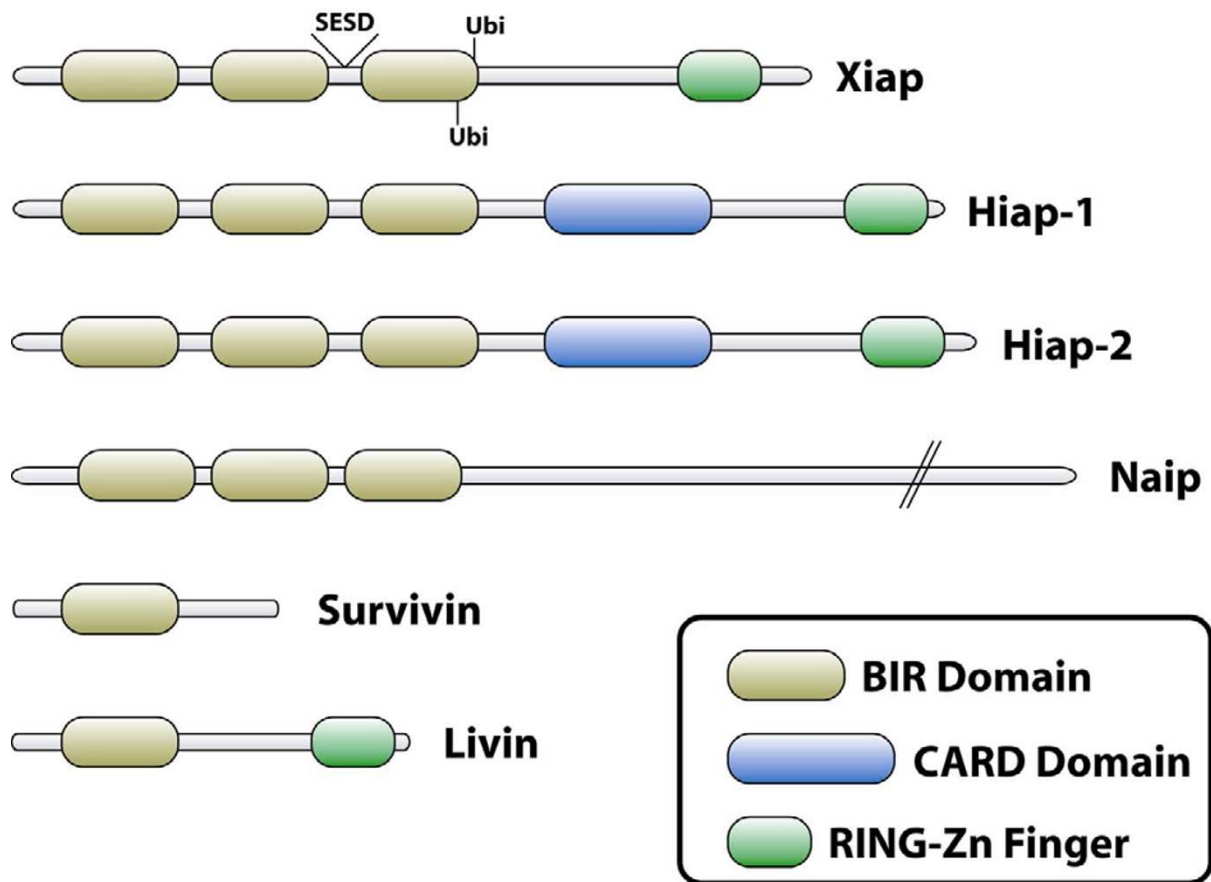 SESD
Ubi
Xiap
Ubi
Hiap-1
Hiap-2
Naip
Survivin
Livin
BIR Domain
CARD Domain
RING-Zn Finger